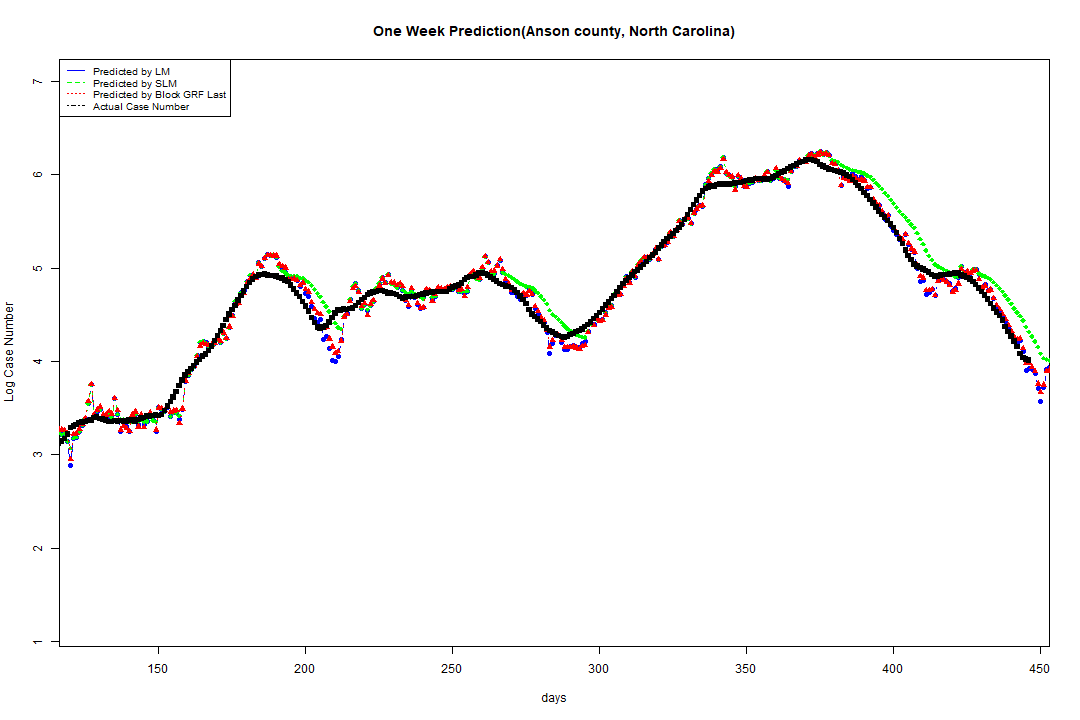 One Week Prediction(Anson county, North Carolina)
Predicted by LM
Predicted by SLM
Predicted by Block GRF Last
Actual Case Number
7
6
5
4
3
2
1
Log Case Number
150 200 250 300 350 400 450
days